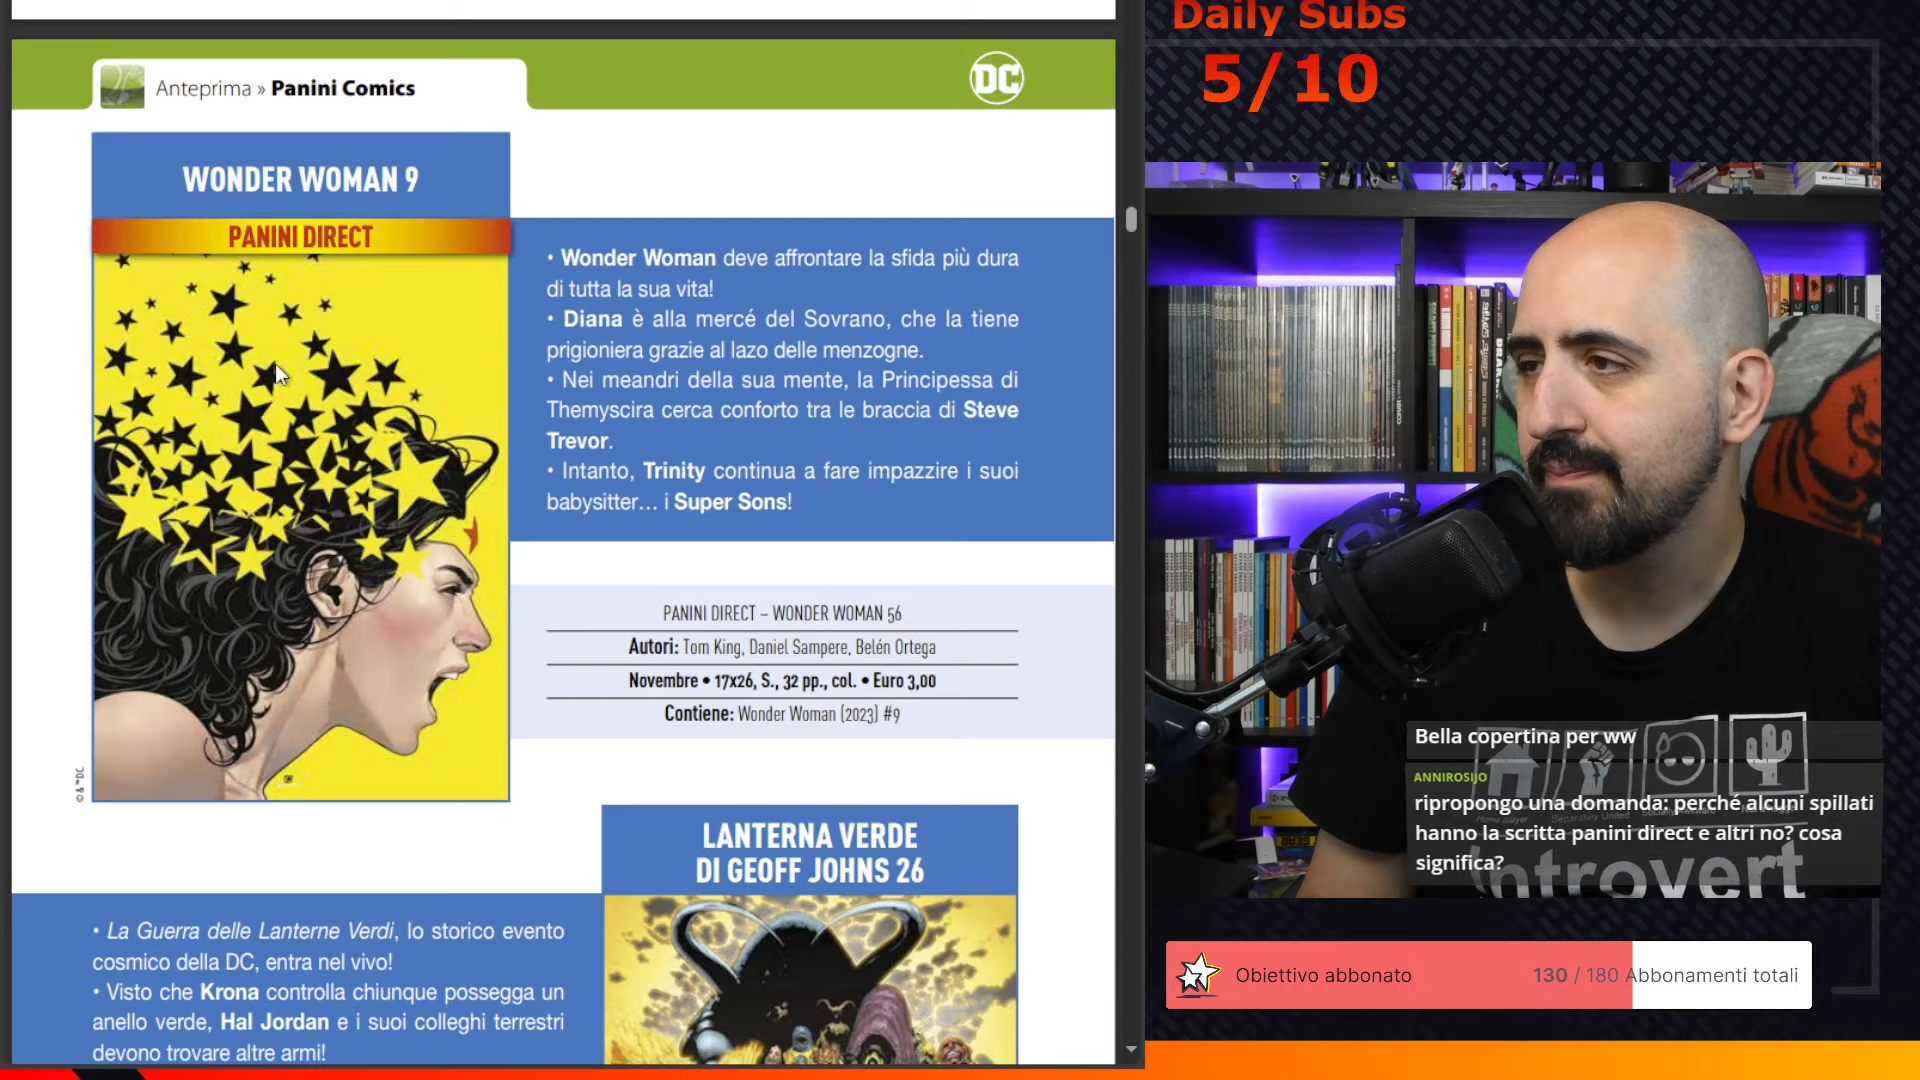 Daily Subs
5/10
Anteprima » Panini Comics
DC
WONDER WOMAN 9
PANINI DIRECT
• Wonder Woman deve affrontare la sfida più dura
di tutta la sua vita!
• Diana è alla mercé del Sovrano, che la tiene
prigioniera grazie al lazo delle menzogne.
• Nei meandri della sua mente, la Principessa di
Themyscira cerca conforto tra le braccia di Steve
Trevor.
• Intanto, Trinity continua a fare impazzire i suoi
babysitter… i Super Sons!
PANINI DIRECT – WONDER WOMAN 56
Autori: Tom King, Daniel Sampere, Belén Ortega
Novembre • 17x26, S., 32 pp., col. • Euro 3,00
Contiene: Wonder Woman (2023) #9
© & ™ DC
LANTERNA VERDE
DI GEOFF JOHNS 26
• La Guerra delle Lanterne Verdi, lo storico evento
cosmico della DC, entra nel vivo!
• Visto che Krona controlla chiunque possegga un
anello verde, Hal Jordan e i suoi colleghi terrestri
devono trovare altre armi!
Bella copertina per ww
ANNIROSIJO
ripropongo una domanda: perché alcuni spillati
hanno la scritta panini direct e altri no? cosa
significa?
introvert
Obiettivo abbonato
130 / 180 Abbonamenti totali